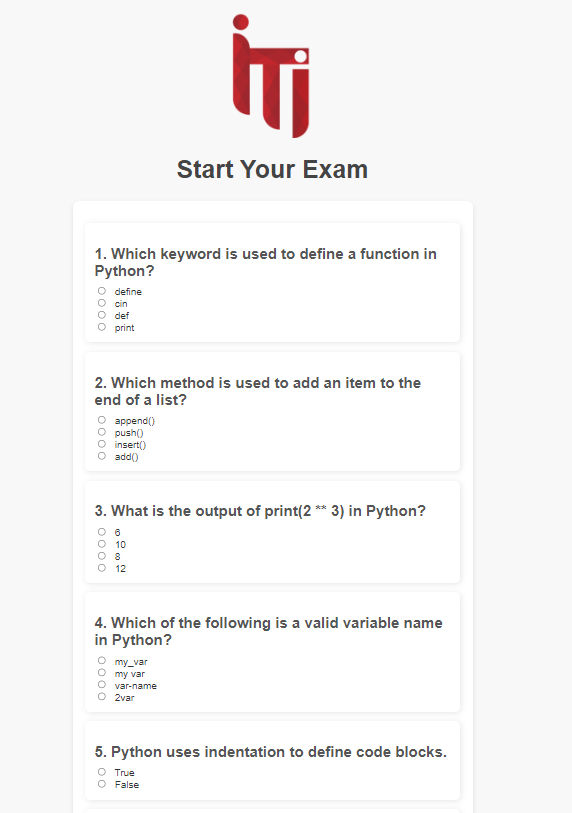 iTi
Start Your Exam
1. Which keyword is used to define a function in
Python?
define
cin
def
print
2. Which method is used to add an item to the
end of a list?
append()
push()
insert()
add()
3. What is the output of print(2 ** 3) in Python?
6
10
8
12
4. Which of the following is a valid variable name
in Python?
my_var
my var
var-name
2var
5. Python uses indentation to define code blocks.
True
False